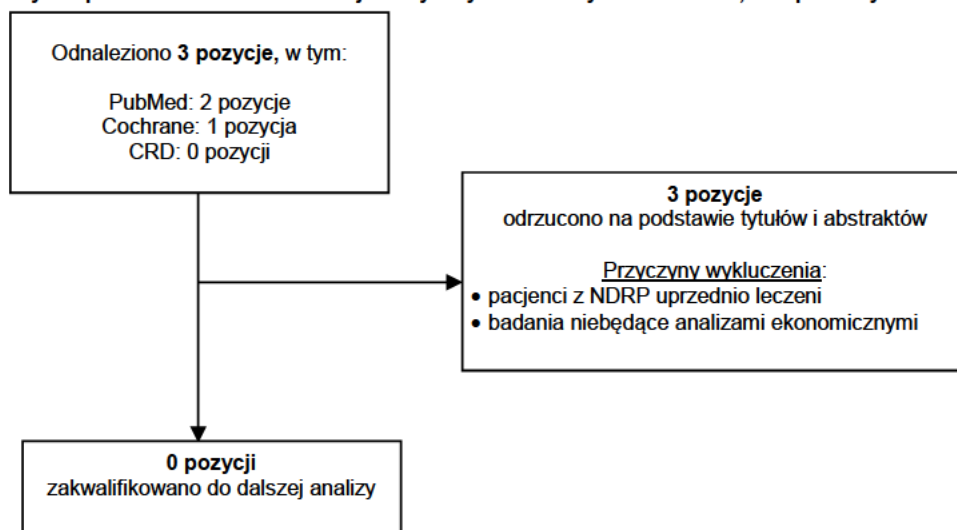 Odnaleziono 3 pozycje, w tym:
PubMed: 2 pozycje
Cochrane: 1 pozycja
CRD: 0 pozycji
3 pozycje
odrzucono na podstawie tytułów i abstraktów
Przyczyny wykluczenia:
• pacjenci z NDRP uprzednio leczeni
• badania niebędące analizami ekonomicznymi
0 pozycji
zakwalifikowano do dalszej analizy